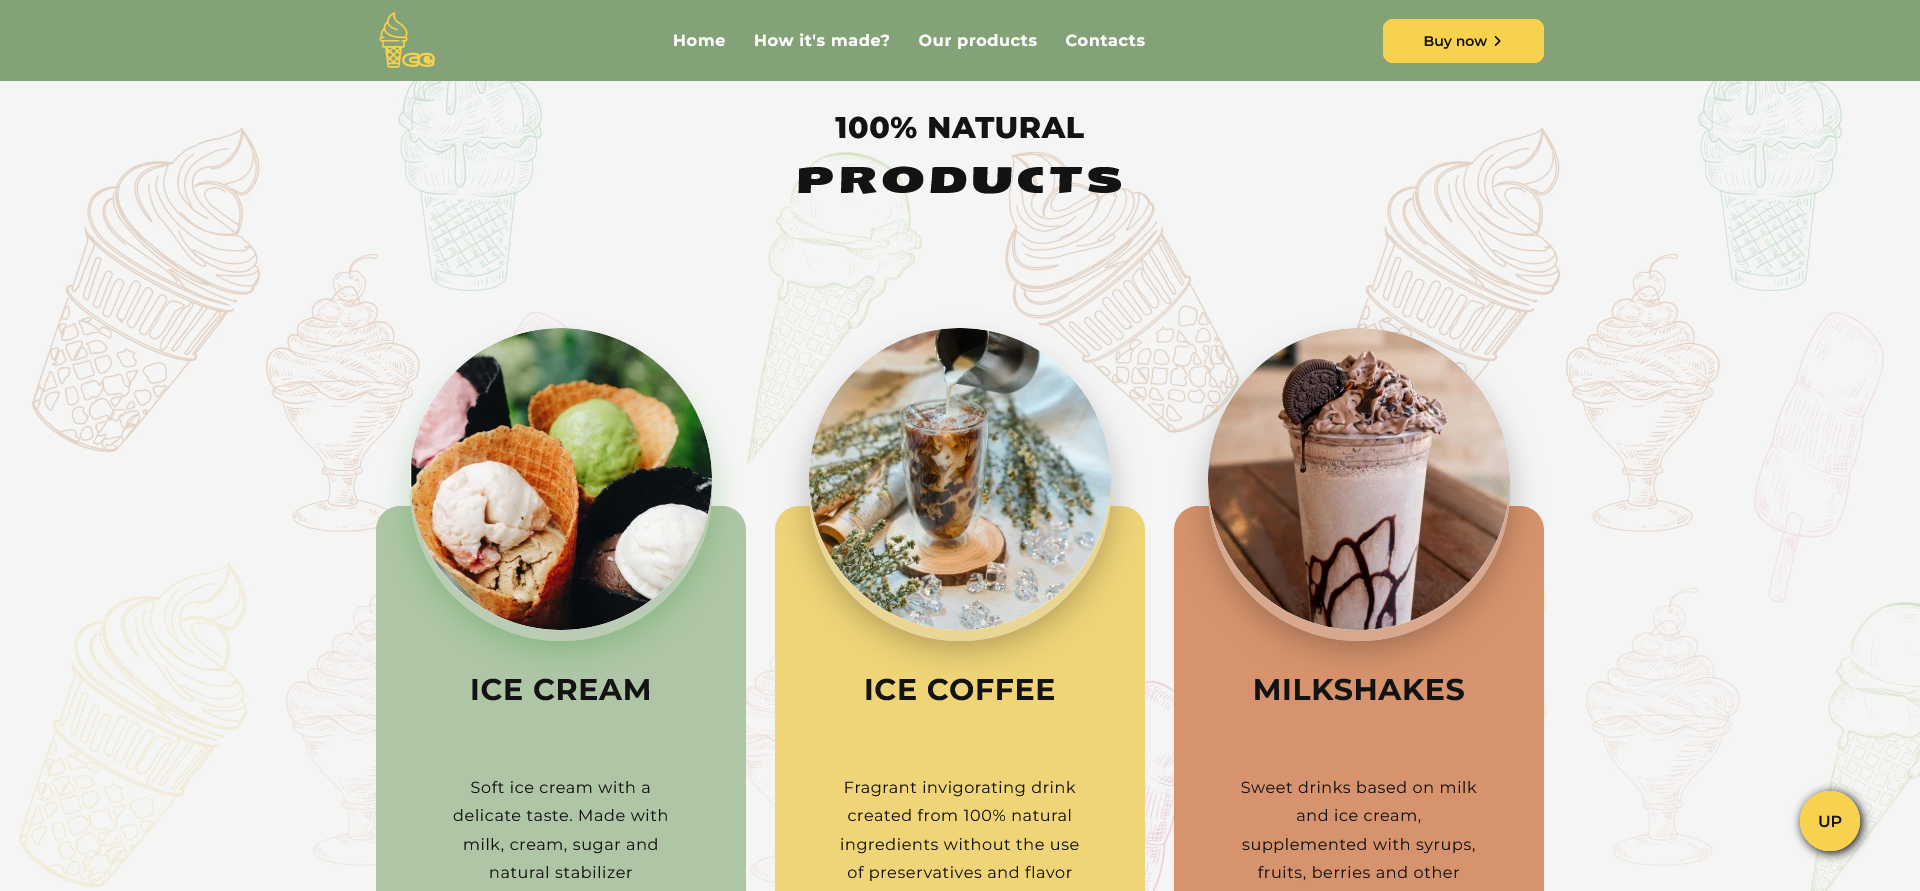 Home How it's made? Our products Contacts
Buy now
100% NATURAL
PRODUCTS
ICE CREAM
Soft ice cream with a
delicate taste. Made with
milk, cream, sugar and
natural stabilizer
ICE COFFEE
Fragrant invigorating drink
created from 100% natural
ingredients without the use
of preservatives and flavor
MILKSHAKES
Sweet drinks based on milk
and ice cream,
supplemented with syrups,
fruits, berries and other
UP